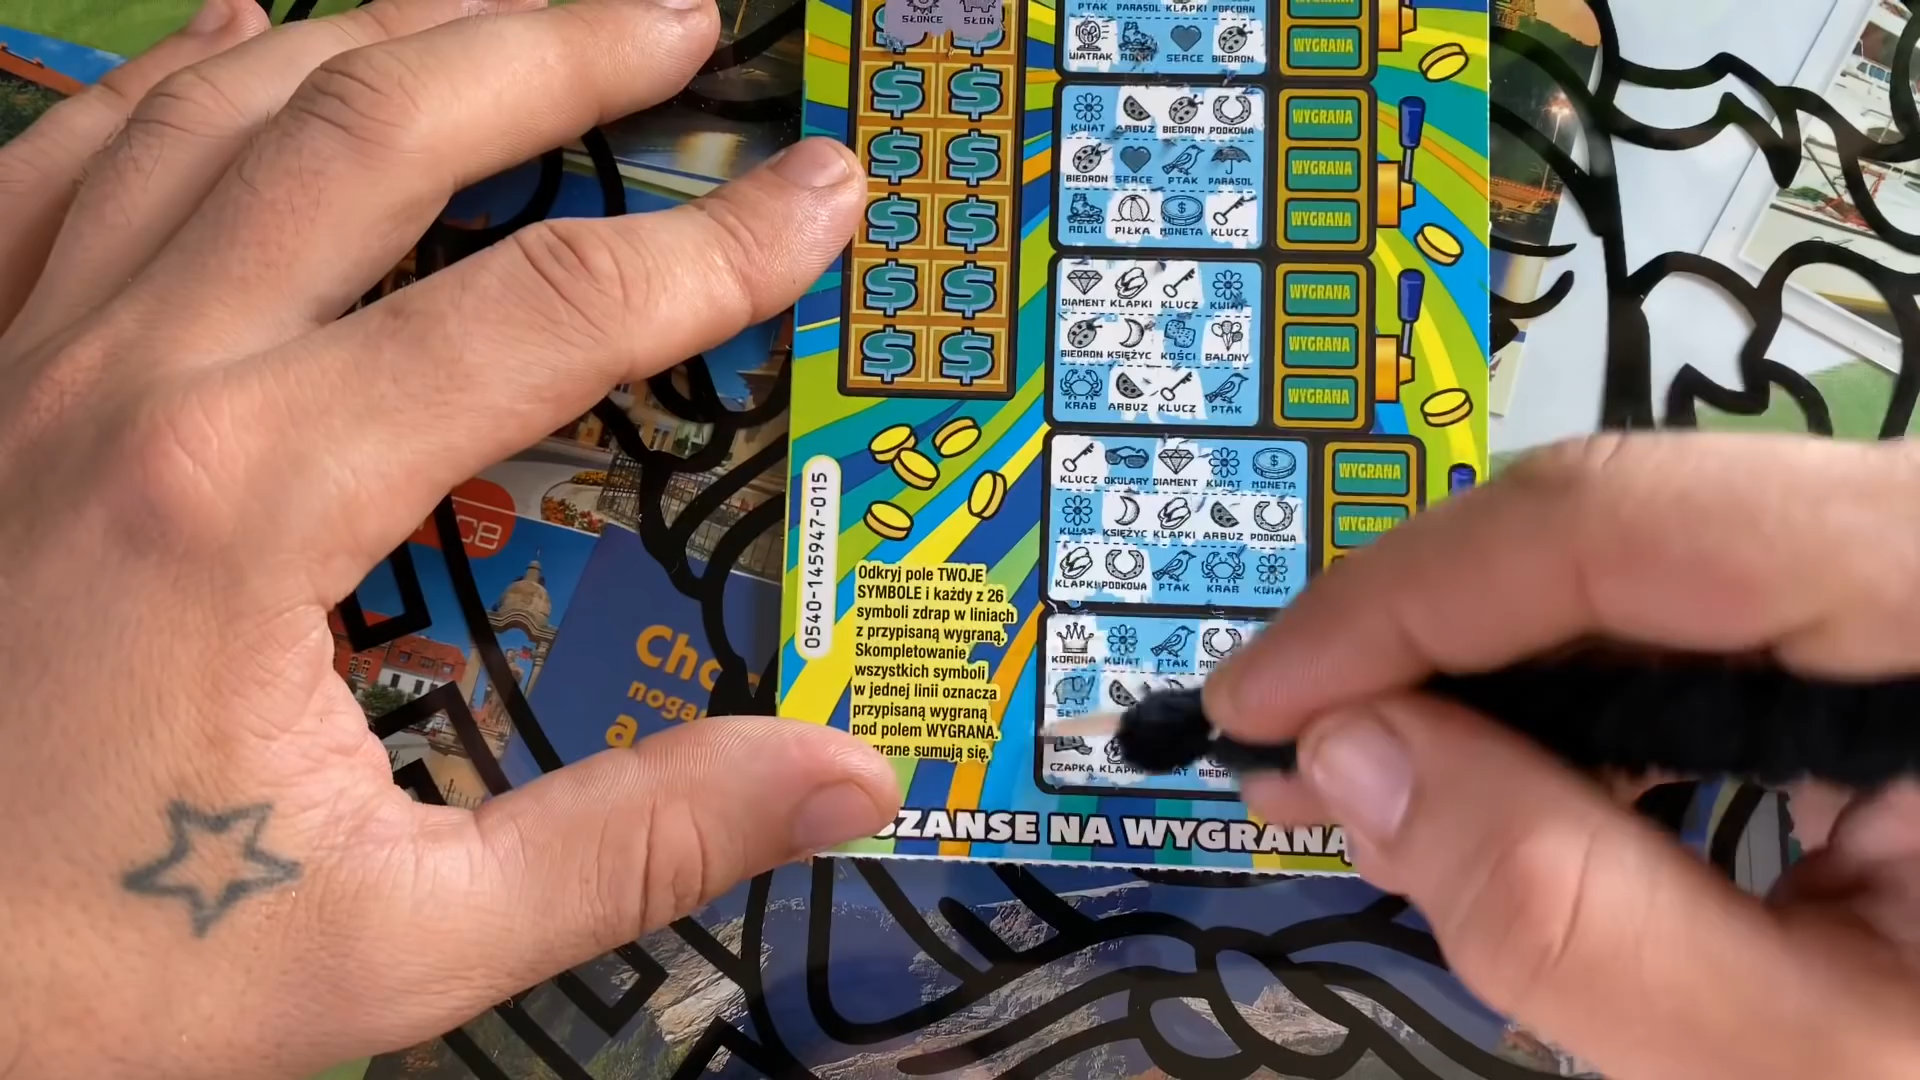 SŁOŃCE SŁOŃ
PTAK PARASOL KLAPKI POPCORN
WIATRAK ROLKI SERCE BIEDRON WYGRANA
KWIAT ARBUZ BIEDRON PODKOWA WYGRANA
BIEDRON SERCE PTAK PARASOL WYGRANA
ROLKI PIŁKA MONETA KLUCZ WYGRANA
DIAMENT KLAPKI KLUCZ KWIAT WYGRANA
BIEDRON KSIĘŻYC KOŚCI BALONY WYGRANA
KRAB ARBUZ KLUCZ PTAK WYGRANA
KLUCZ OKULARY DIAMENT KWIAT MONETA WYGRANA
KWIAT KSIĘŻYC KLAPKI ARBUZ PODKOWA WYGRANA
KLAPKI PODKOWA PTAK KRAB KWIAT
KORONA KWIAT PTAK
SŁOŃ
CZAPKA KLAPKI
0540-145947-015
Odkryj pole TWOJE
SYMBOLE i każdy z 26
symboli zdrap w liniach
z przypisaną wygraną.
Skompletowanie
wszystkich symboli
w jednej linii oznacza
przypisaną wygraną
pod polem WYGRANA.
sumują się.
SZANSE NA WYGRANĄ
a